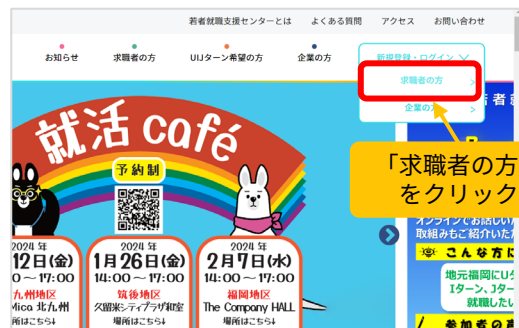 若者就職支援センターとは　よくある質問　アクセス　お問い合わせ
お知らせ　求職者の方　UIJターン希望の方　企業の方　新規登録・ログイン
求職者の方 >
企業の方 >
「求職者の方
をクリック
就活 café
予約制
2024年
12日(金)
0〜17:00
九州地区
Mica 北九州
所はこちら↓
2024年
1月26日(金)
14:00〜17:00
筑後地区
久留米シティプラザ和室
場所はこちら↓
2024年
2月7日(水)
14:00〜17:00
福岡地区
The Company HALL
場所はこちら↓
オンラインでお話しいた
取組みもご紹介いた
こんな方に
地元福岡にUタ
Iターン、Jター
就職したい
参加者の声